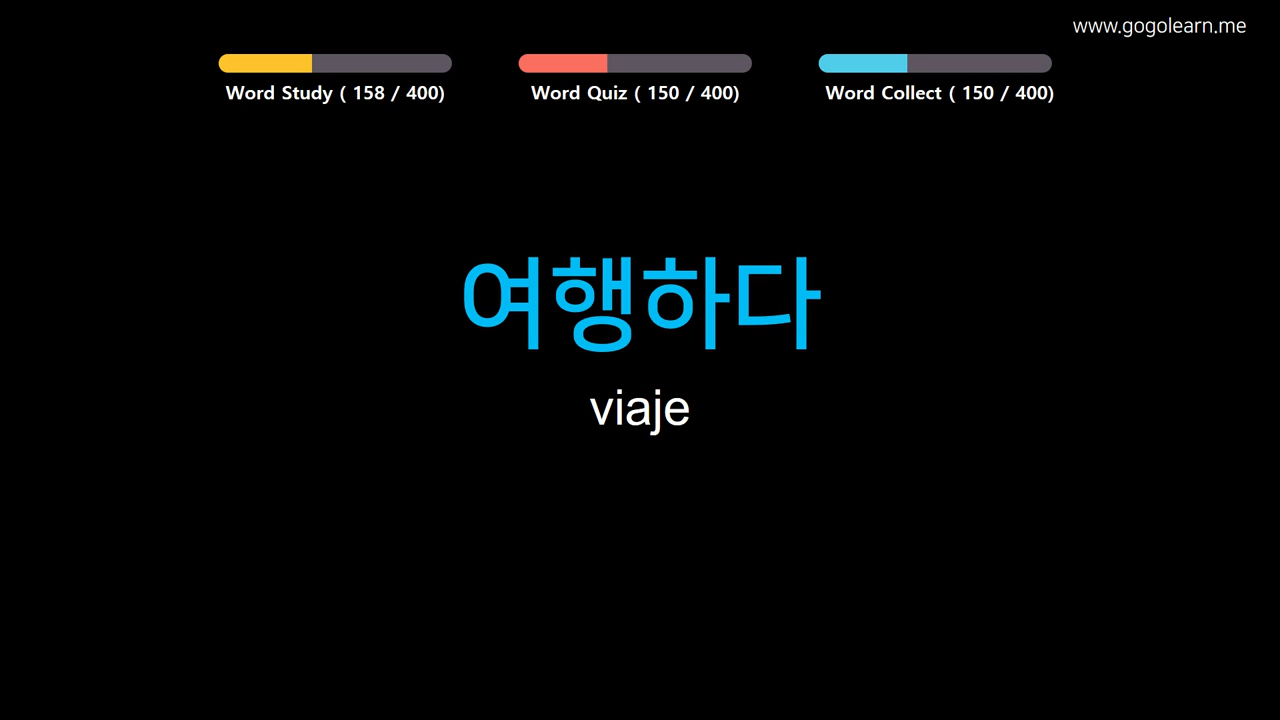 www.gogolearn.me
Word Study ( 158 / 400)
Word Quiz ( 150 / 400)
Word Collect ( 150 / 400)
여행하다
viaje